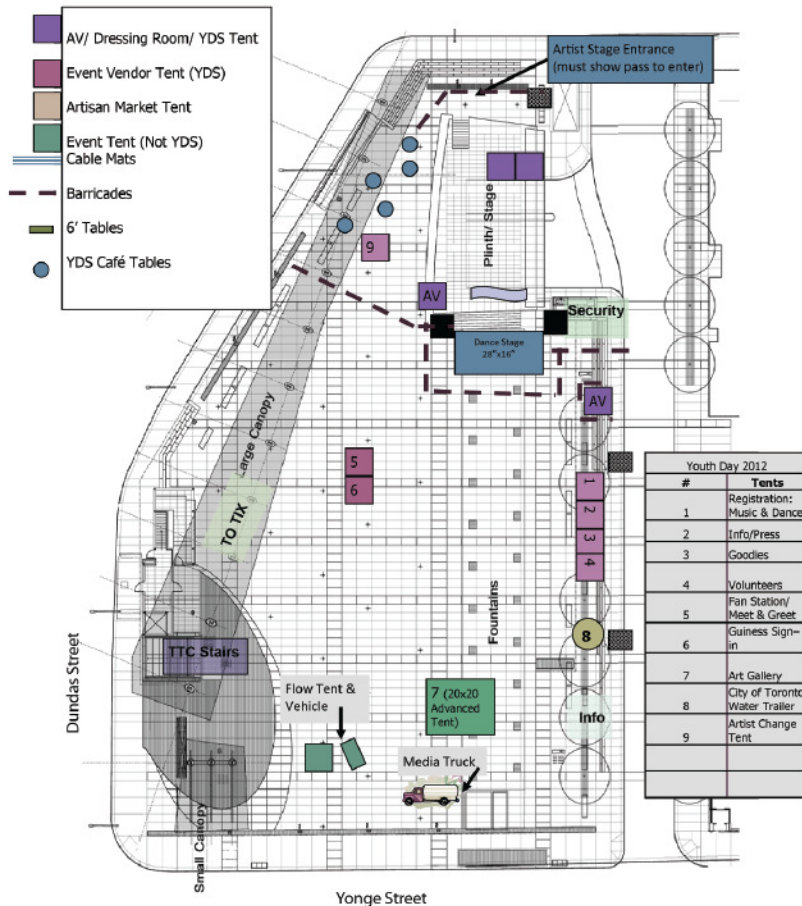 AV/ Dressing Room/ YDS Tent
Event Vendor Tent (YDS)
Artisan Market Tent
Event Tent (Not YDS)
Cable Mats
Barricades
6' Tables
YDS Café Tables
Artist Stage Entrance
(must show pass to enter)
Plinth/ Stage
9
AV
Security
Dance Stage
28"x16"
AV
Large Canopy
5
6
TO TIX
1
2
3
4
Fountains
8
TTC Stairs
Dundas Street
Flow Tent &
Vehicle
7 (20x20
Advanced
Tent)
Info
Media Truck
Small Canopy
Yonge Street
Youth Day 2012
# Tents
1 Registration:
Music & Dance
2 Info/Press
3 Goodies
4 Volunteers
5 Fan Station/
Meet & Greet
6 Guiness Sign–
in
7 Art Gallery
8 City of Toronto
Water Trailer
9 Artist Change
Tent